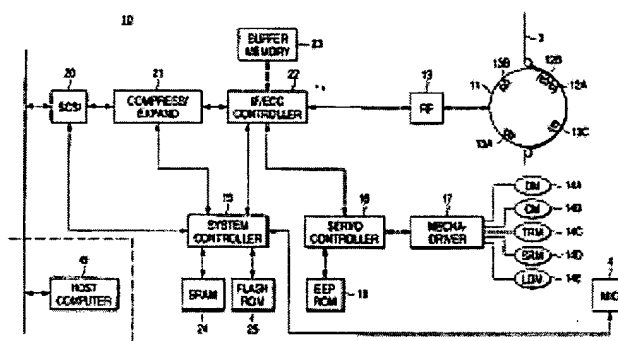 10
BUFFER
MEMORY
23
3
20
21
22
SCSI
COMPRESS/
EXPAND
IF/ECC
CONTROLLER
RF
11
12B
12A
13A
13C
15
SYSTEM
CONTROLLER
16
SERVO
CONTROLLER
17
MECHA-
DRIVER
DM
14A
CM
14B
TRM
14C
SRM
14D
LDM
14E
HOST
COMPUTER
SRAM
24
FLASH
ROM
25
EEP
ROM
18
4
MIC